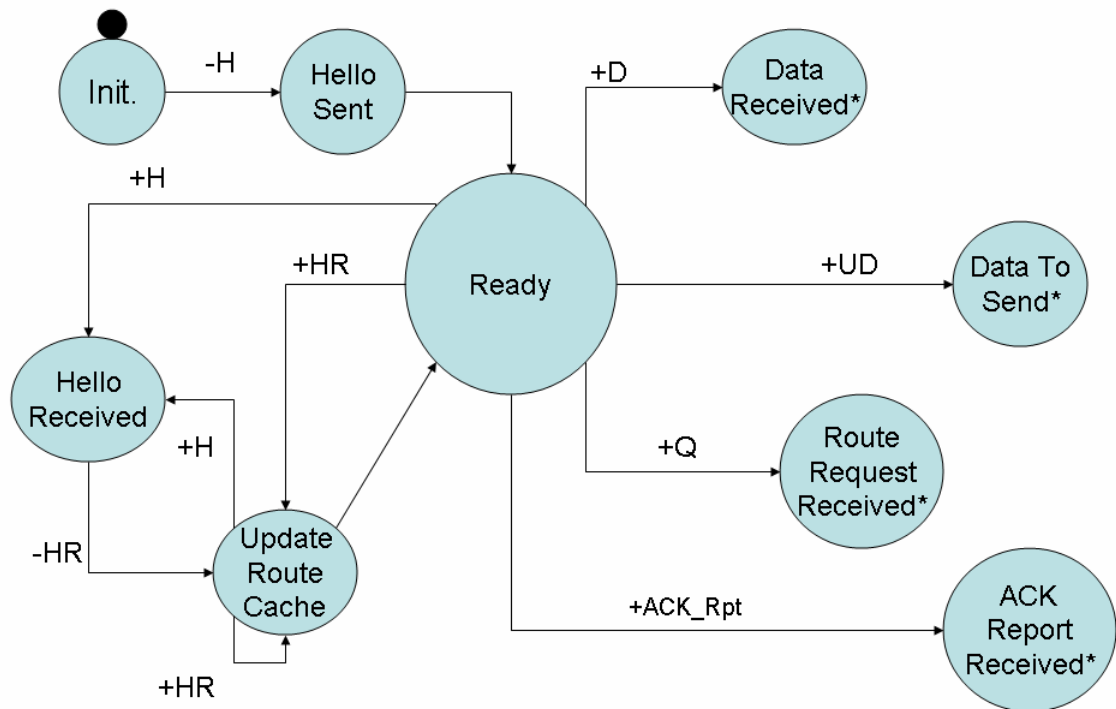 Init.
-H
Hello
Sent
+D
Data
Received*
+H
+HR
Ready
+UD
Data To
Send*
Hello
Received
+H
+Q
Route
Request
Received*
-HR
Update
Route
Cache
+HR
+ACK_Rpt
ACK
Report
Received*